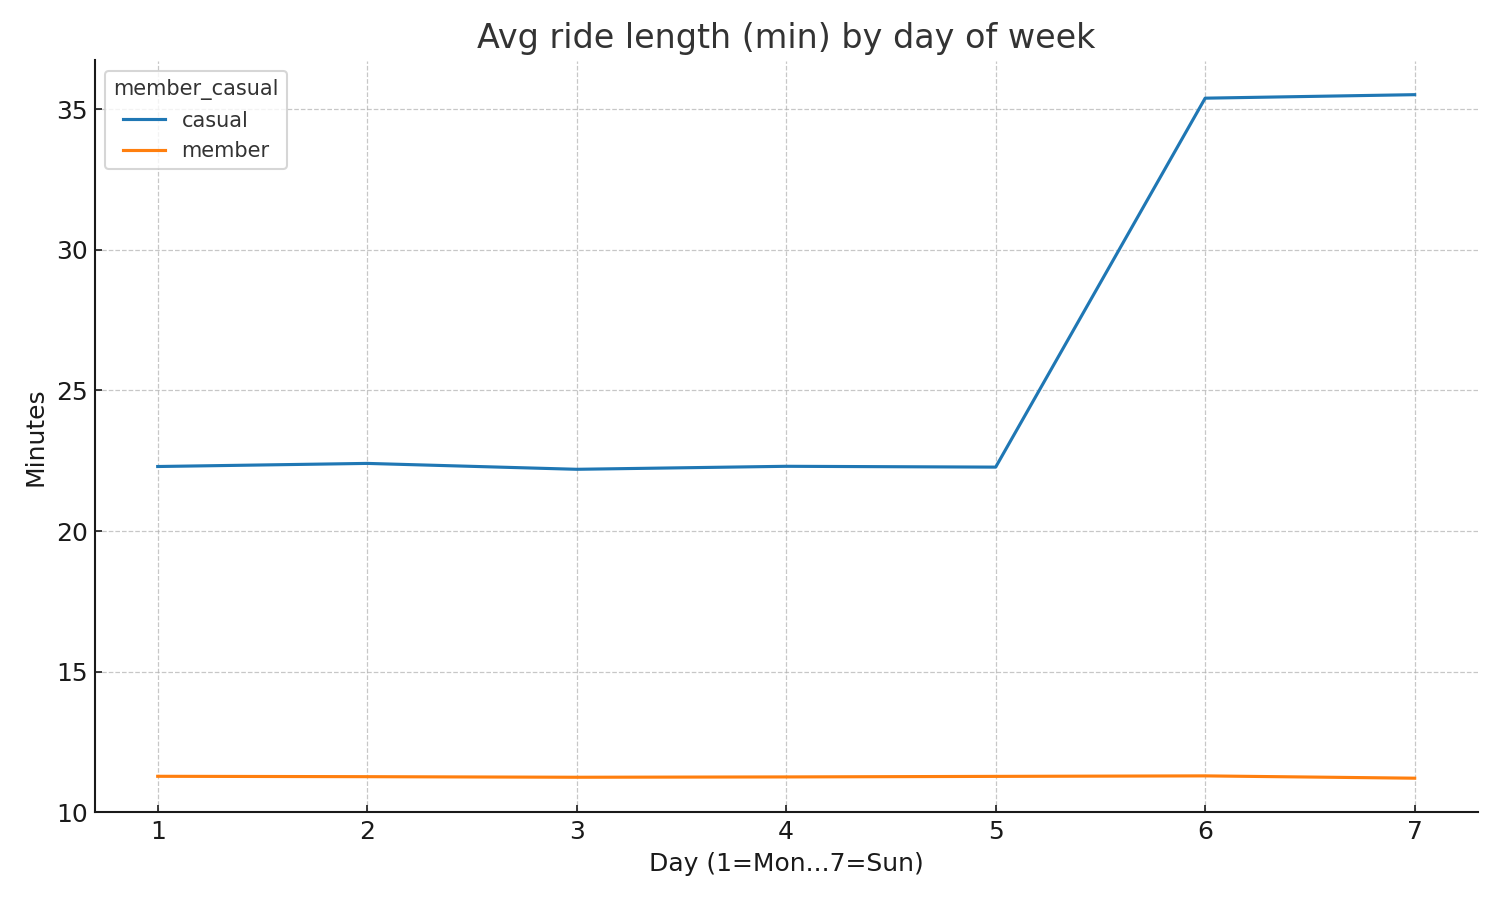 Avg ride length (min) by day of week
member_casual
casual
member
35
30
25
20
15
10
Minutes
1 2 3 4 5 6 7
Day (1=Mon...7=Sun)